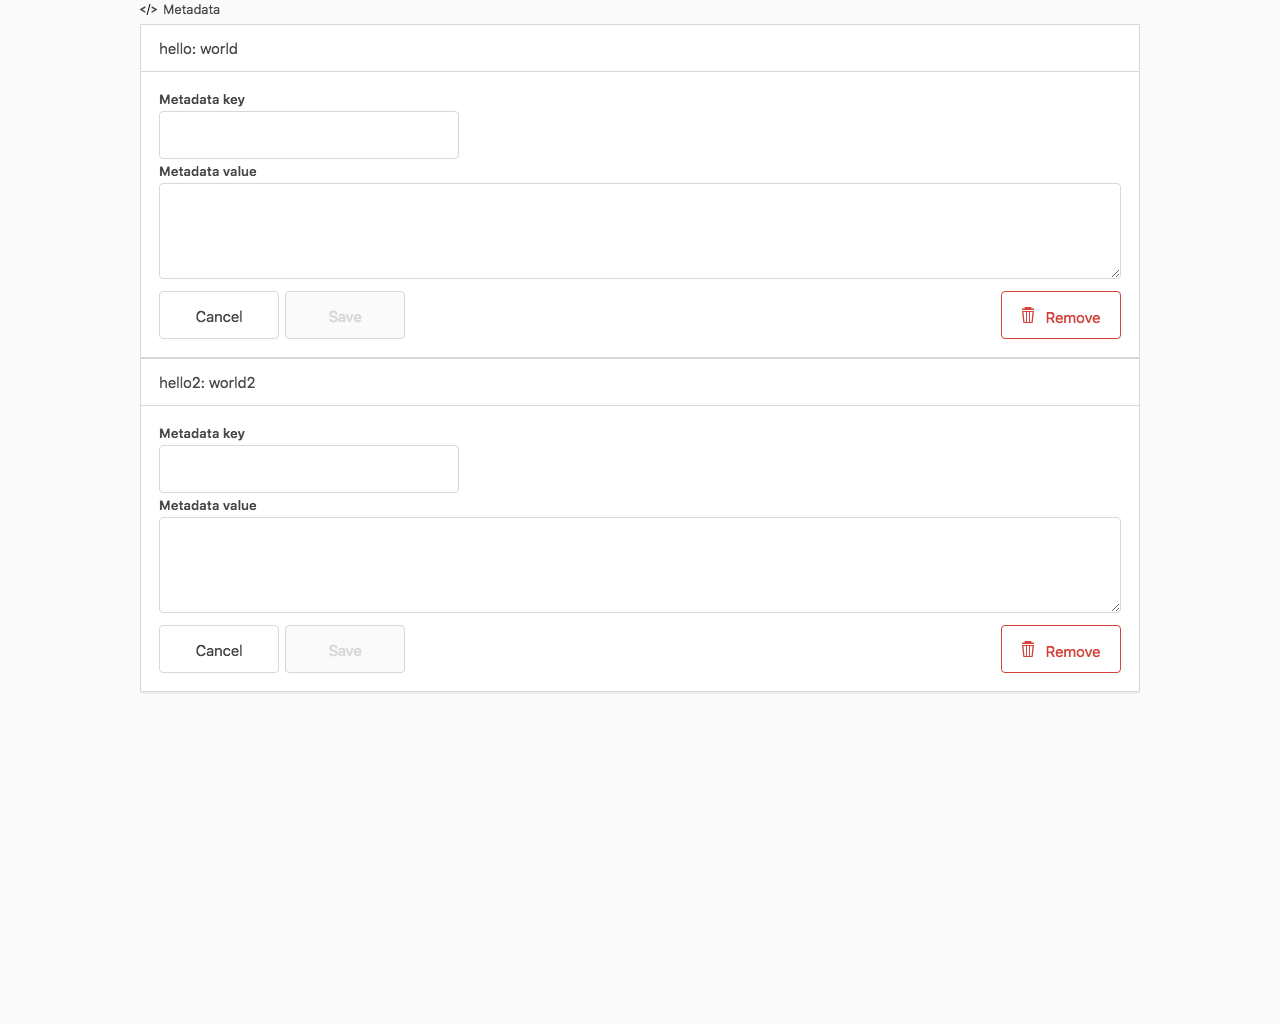 </> Metadata
hello: world
Metadata key
Metadata value
Cancel Save Remove
hello2: world2
Metadata key
Metadata value
Cancel Save Remove